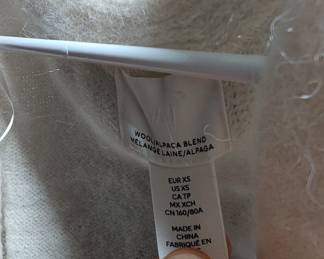 WOOL/ALPACA BLEND
MÉLANGE LAINE/ALPAGA
EUR XS
US XS
CA TP
MX XCH
CN 160/80A
MADE IN
CHINA
FABRIQUÉ EN